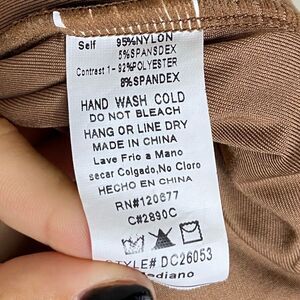 Self 95%NYLON
5%SPANSDEX
Contrast 1-92%POLYESTER
8%SPANDEX
HAND WASH COLD
DO NOT BLEACH
HANG OR LINE DRY
MADE IN CHINA
Lave Frio a Mano
secar Colgado,No Cloro
HECHO EN CHINA
RN#120677
C#2890C
STYLE# DC26053